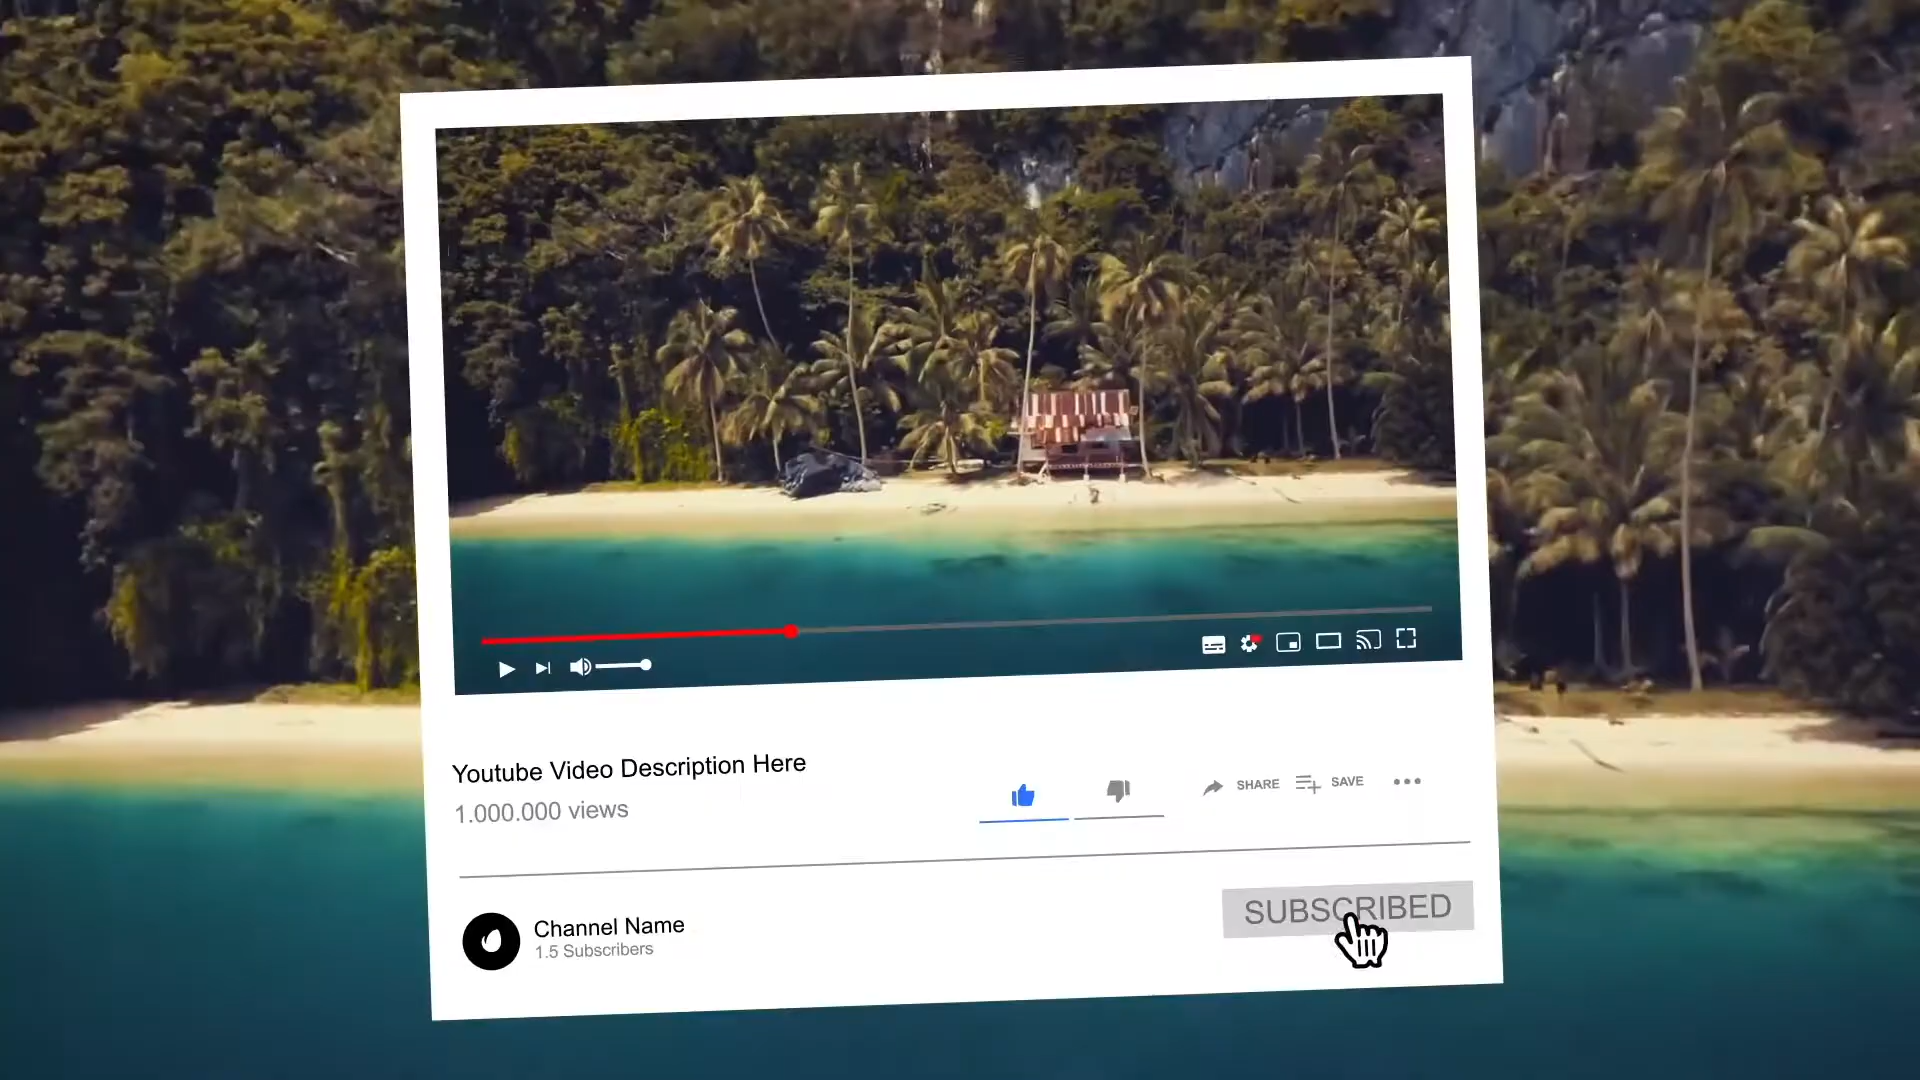 Youtube Video Description Here
1.000.000 views
SHARE
SAVE
Channel Name
1.5 Subscribers
SUBSCRIBED